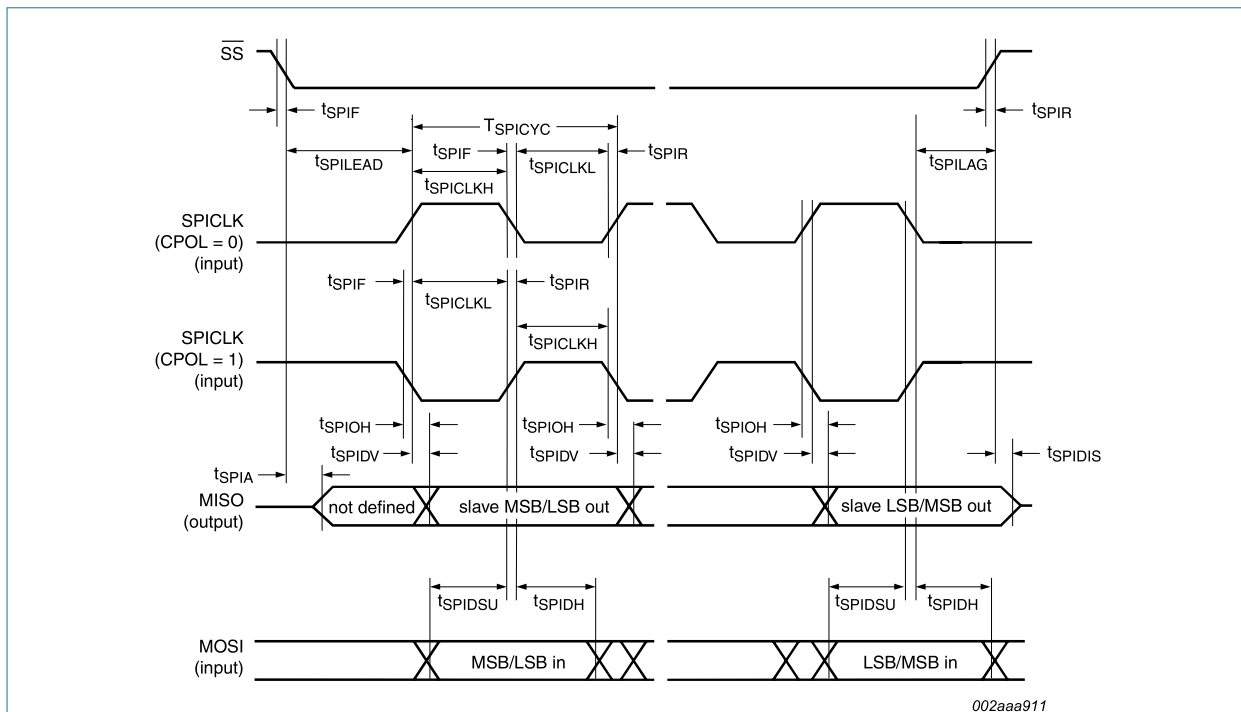 SS
tSPIF
tSPIR
TSPICYC
tSPIF
tSPICLKL
tSPIR
tSPILEAD
tSPILAG
tSPICLKH
SPICLK
(CPOL = 0)
(input)
tSPIF
tSPIR
tSPICLKL
tSPICLKH
SPICLK
(CPOL = 1)
(input)
tSPIOH
tSPIOH
tSPIOH
tSPIDV
tSPIDV
tSPIDV
tSPIDIS
tSPIA
MISO
(output)
not defined
slave MSB/LSB out
slave LSB/MSB out
tSPIDSU
tSPIDH
tSPIDSU
tSPIDH
MOSI
(input)
MSB/LSB in
LSB/MSB in
002aaa911